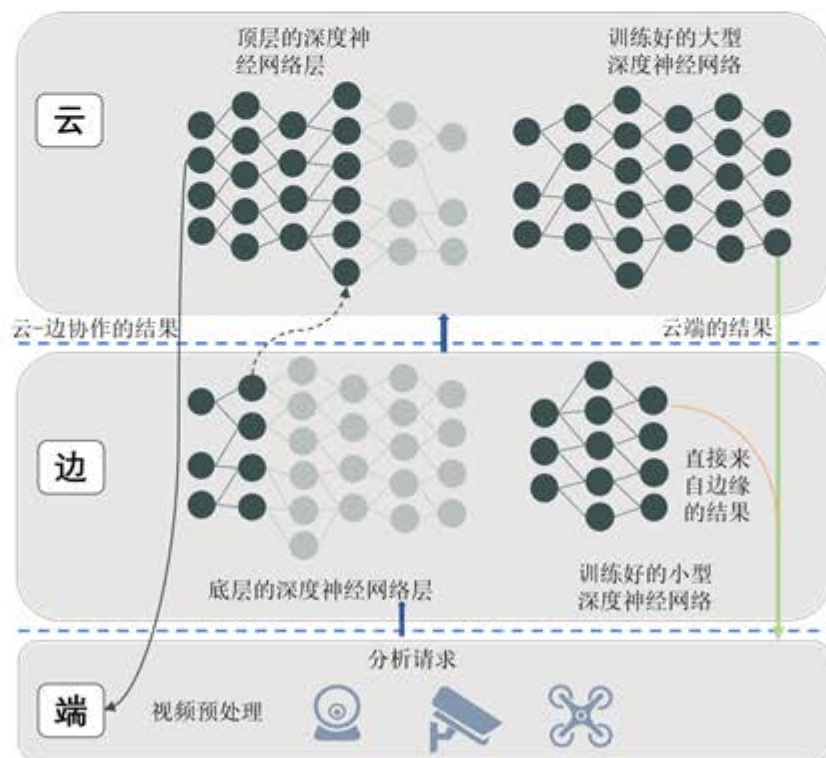 顶层的深度神
经网络层
训练好的大型
深度神经网络
云
云-边协作的结果
云端的结果
边
直接来
自边缘
的结果
底层的深度神经网络层
训练好的小型
深度神经网络
分析请求
端
视频预处理